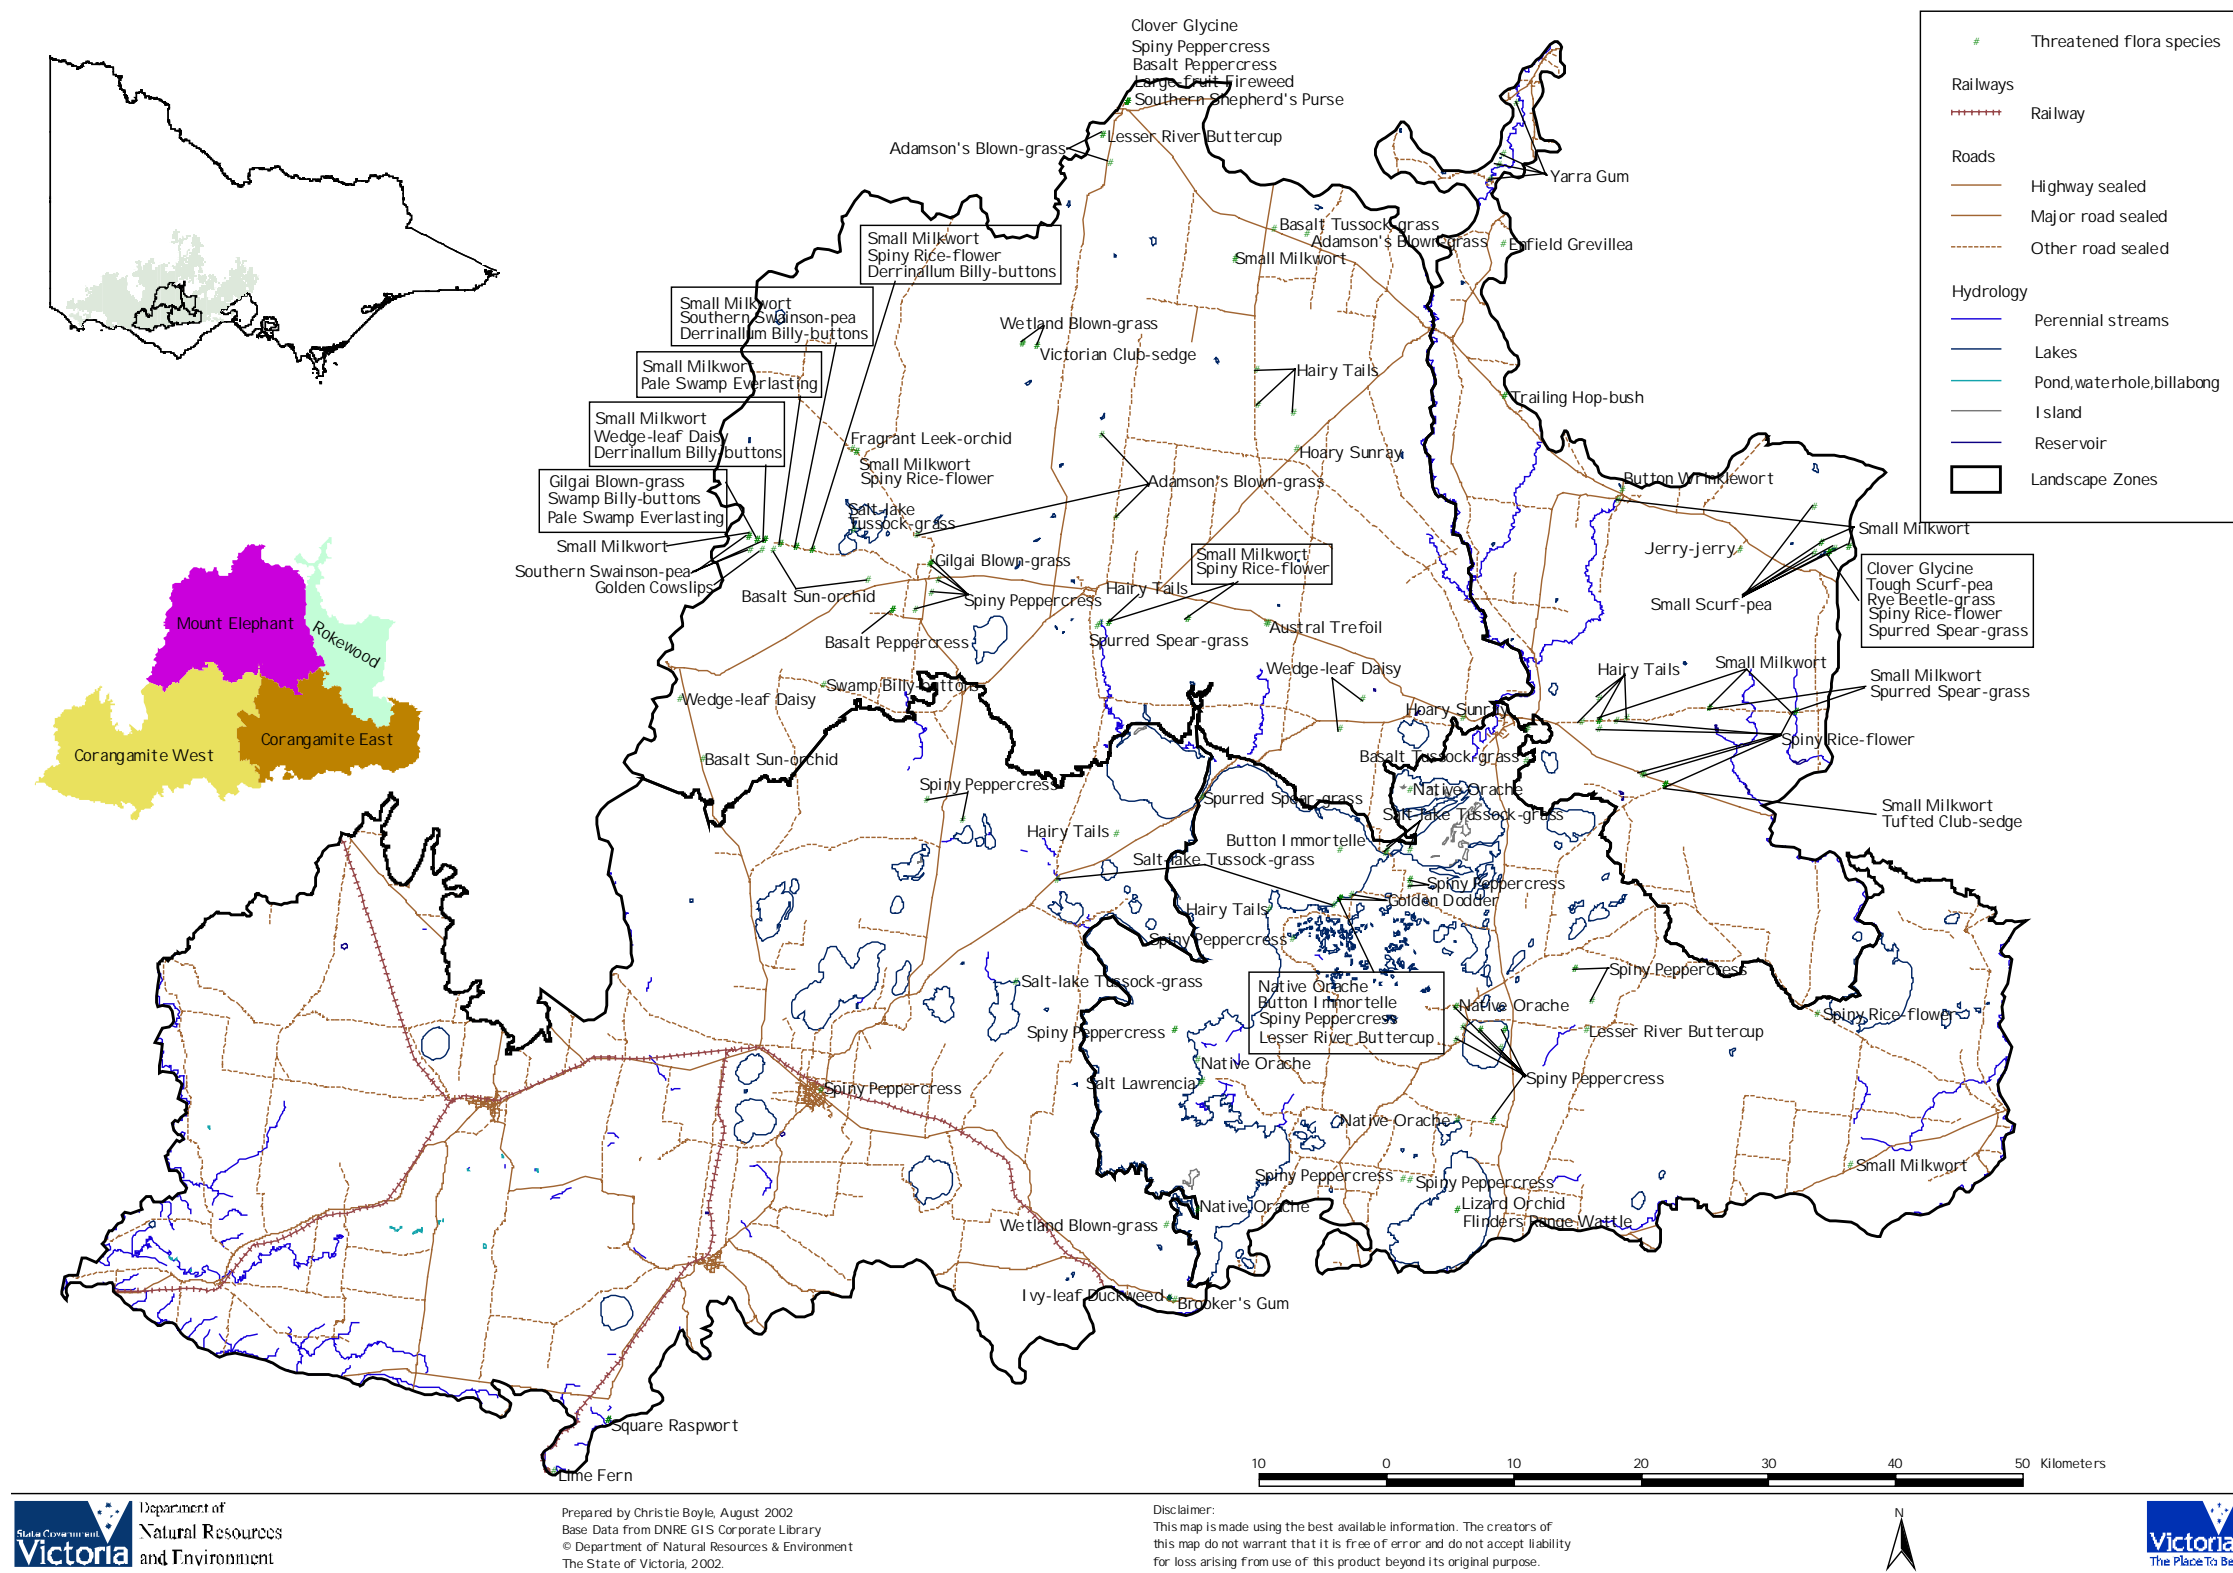 Clover Glycine
Spiny Peppercress
Basalt Peppercress
Large-fruit Fireweed
Southern Shepherd's Purse
Lesser River Buttercup
Adamson's Blown-grass
Yarra Gum
Basalt Tussock-grass
Adamson's Blown-grass
Enfield Grevillea
Small Milkwort
Small Milkwort
Spiny Rice-flower
Derrinallum Billy-buttons
Small Milkwort
Southern Swainson-pea
Derrinallum Billy-buttons
Small Milkwort
Pale Swamp Everlasting
Small Milkwort
Wedge-leaf Daisy
Derrinallum Billy-buttons
Gilgai Blown-grass
Swamp Billy-buttons
Pale Swamp Everlasting
Small Milkwort
Southern Swainson-pea
Golden Cowslips
Wetland Blown-grass
Victorian Club-sedge
Hairy Tails
Trailing Hop-bush
Fragrant Leek-orchid
Small Milkwort
Spiny Rice-flower
Hoary Sunray
Adamson's Blown-grass
Button Wrinklewort
Salt-lake
Tussock-grass
Small Milkwort
Jerry-jerry
Gilgai Blown-grass
Small Milkwort
Spiny Rice-flower
Clover Glycine
Tough Scurf-pea
Rye Beetle-grass
Spiny Rice-flower
Spurred Spear-grass
Basalt Sun-orchid
Spiny Peppercress
Hairy Tails
Small Scurf-pea
Basalt Peppercress
Spurred Spear-grass
Austral Trefoil
Wedge-leaf Daisy
Hairy Tails
Small Milkwort
Small Milkwort
Spurred Spear-grass
Swamp Billy-buttons
Wedge-leaf Daisy
Hoary Sunray
Spiny Rice-flower
Basalt Sun-orchid
Basalt Tussock-grass
Spiny Peppercress
Spurred Spear-grass
Native Orache
Salt-lake Tussock-grass
Small Milkwort
Tufted Club-sedge
Hairy Tails
Button Immortelle
Salt-lake Tussock-grass
Spiny Peppercress
Golden Dodder
Hairy Tails
Spiny Peppercress
Spiny Peppercress
Salt-lake Tussock-grass
Native Orache
Button Immortelle
Spiny Peppercress
Lesser River Buttercup
Native Orache
Spiny Rice-flower
Spiny Peppercress
Lesser River Buttercup
Native Orache
Salt Lawrencia
Spiny Peppercress
Spiny Peppercress
Native Orache
Small Milkwort
Spiny Peppercress
Spiny Peppercress
Native Orache
Lizard Orchid
Flinders Range Wattle
Wetland Blown-grass
Ivy-leaf Duckweed
Brooker's Gum
Square Raspwort
Lime Fern
Mount Elephant
Rokewood
Corangamite West
Corangamite East
Threatened flora species
Railways
Railway
Roads
Highway sealed
Major road sealed
Other road sealed
Hydrology
Perennial streams
Lakes
Pond,waterhole,billabong
Island
Reservoir
Landscape Zones
10 0 10 20 30 40 50 Kilometers
State Government
Victoria
Department of
Natural Resources
and Environment
Prepared by Christie Boyle, August 2002
Base Data from DNRE GIS Corporate Library
© Department of Natural Resources & Environment
The State of Victoria, 2002.
Disclaimer:
This map is made using the best available information. The creators of
this map do not warrant that it is free of error and do not accept liability
for loss arising from use of this product beyond its original purpose.
N
Victoria
The Place To Be